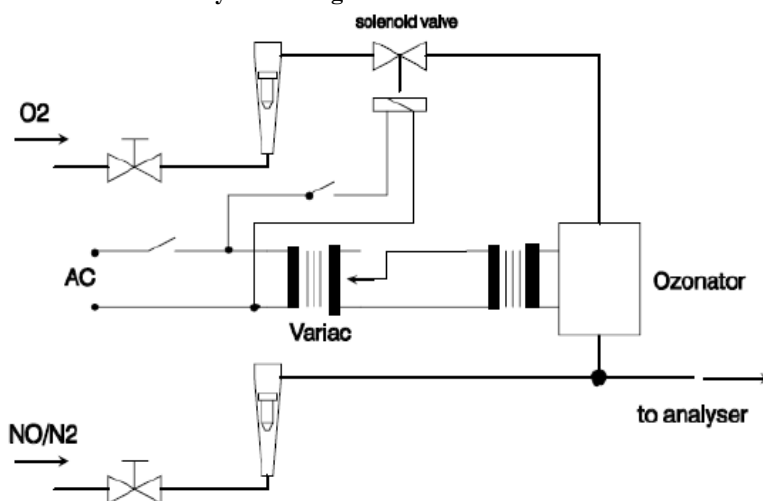 solenoid valve
O2
AC
Variac
Ozonator
NO/N2
to analyser